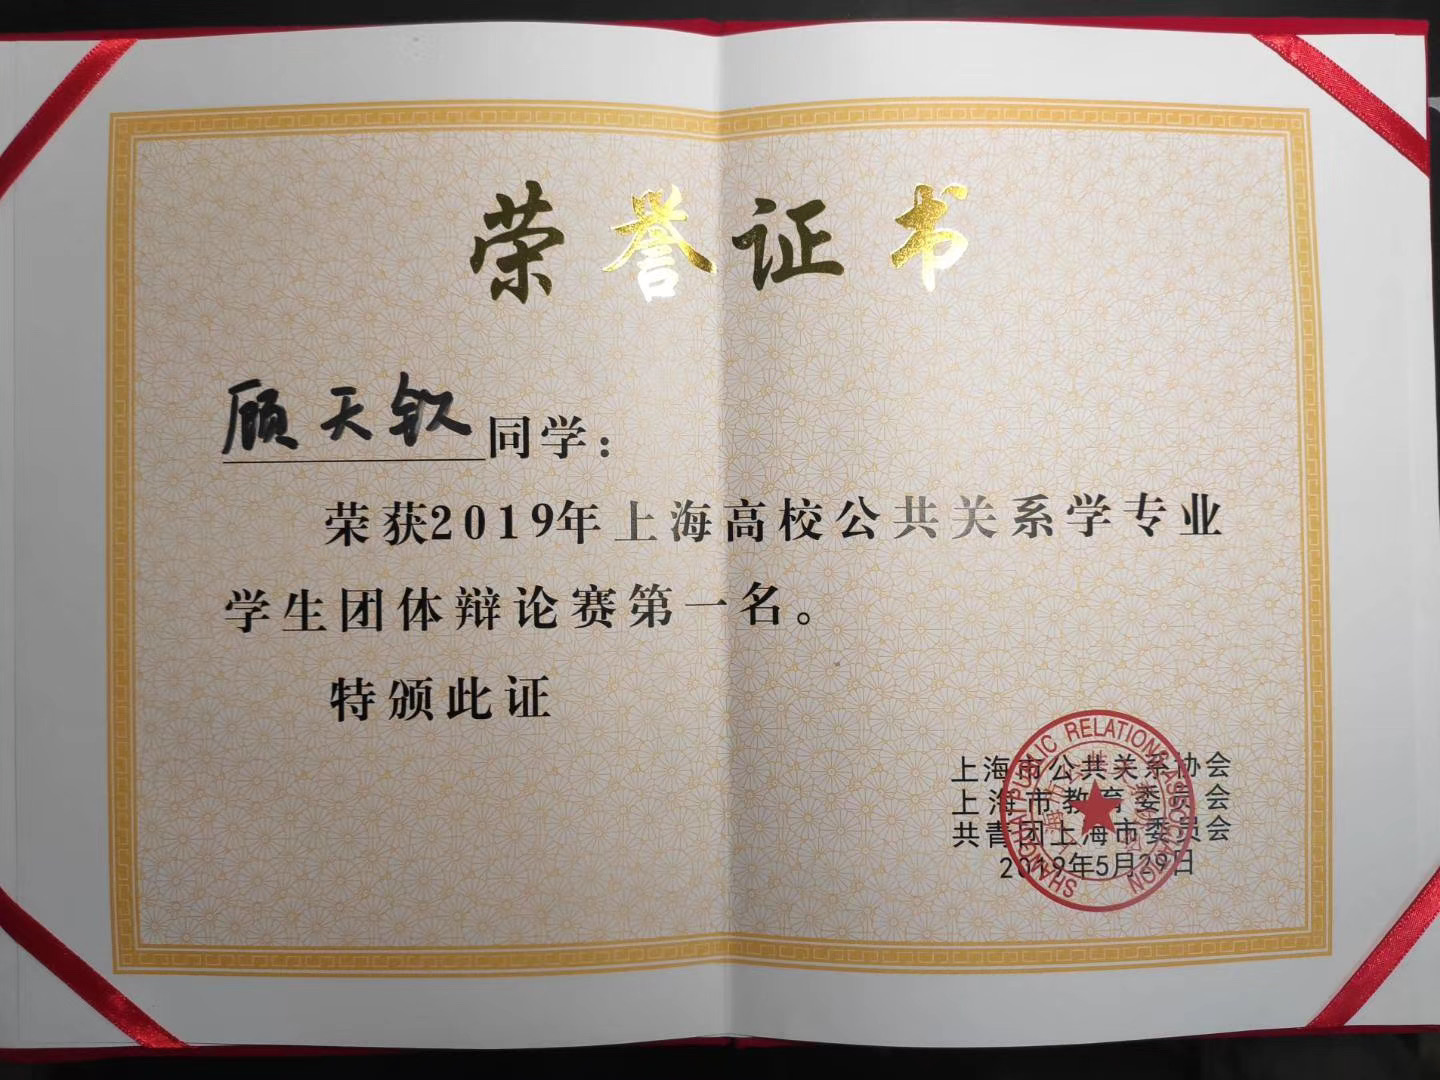 荣誉证书
顾天钦同学：
荣获2019年上海高校公共关系学专业
学生团体辩论赛第一名。
特颁此证
上海市公共关系协会
上海市教育委员会
共青团上海市委员会
2019年5月29日
SHANGHAI PUBLIC RELATIONS ASSOCIATION